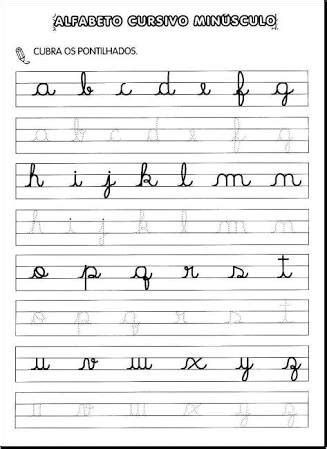 ALFABETO CURSIVO MINÚSCULO
CUBRA OS PONTILHADOS.
a b c d e f g
a b c d e f g
h i j k l m n
h i j k l m n
o p q r s t
o p q r s t
u v w x y z
u v w x y z